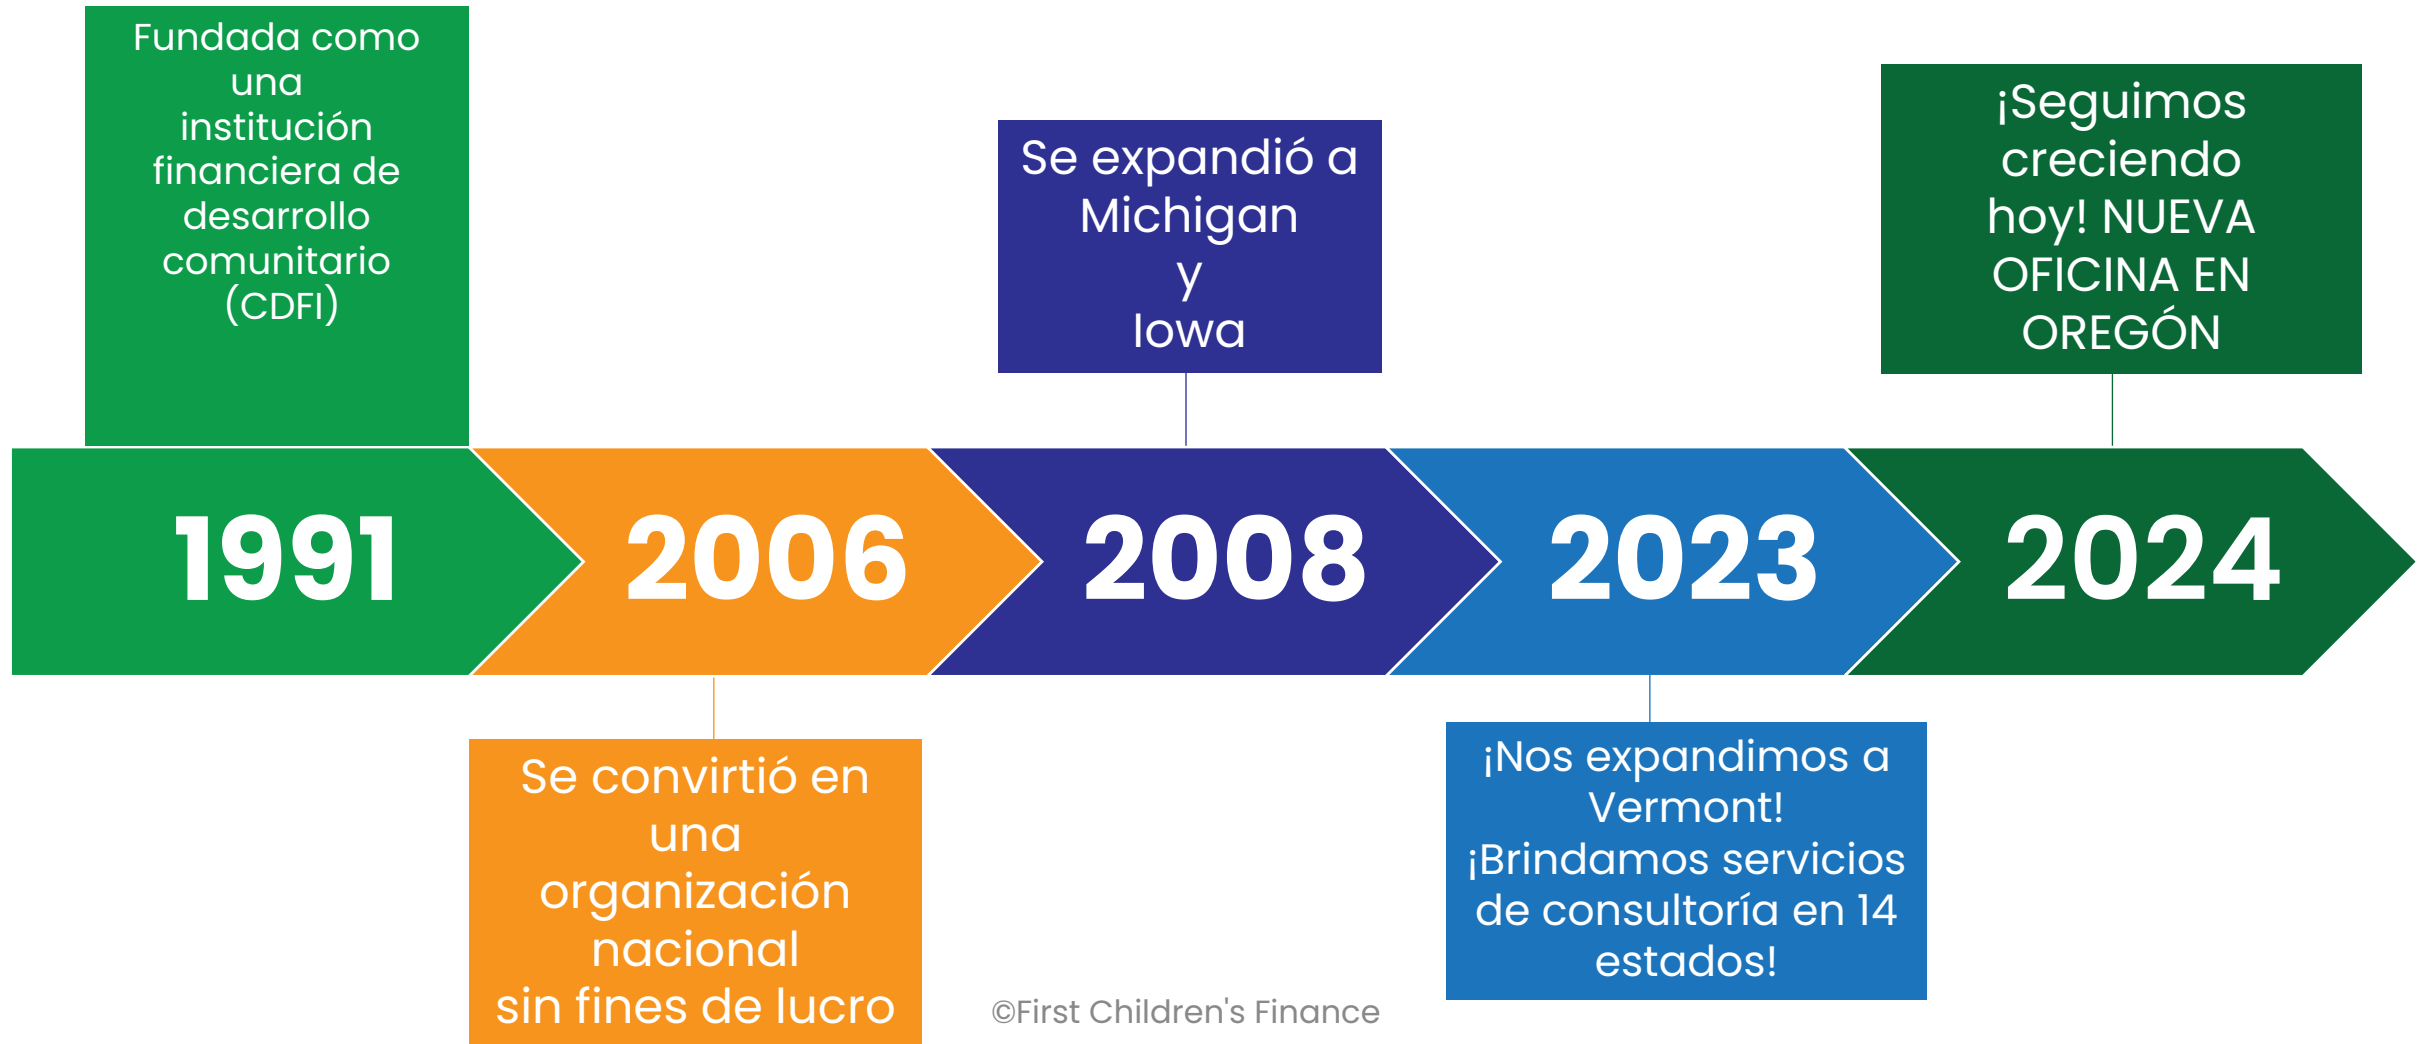 Fundada como
una
institución
financiera de
desarrollo
comunitario
(CDFI)
Se expandió a
Michigan
y
Iowa
¡Seguimos
creciendo
hoy! NUEVA
OFICINA EN
OREGÓN
1991
2006
2008
2023
2024
Se convirtió en
una
organización
nacional
sin fines de lucro
¡Nos expandimos a
Vermont!
¡Brindamos servicios
de consultoría en 14
estados!
©First Children's Finance